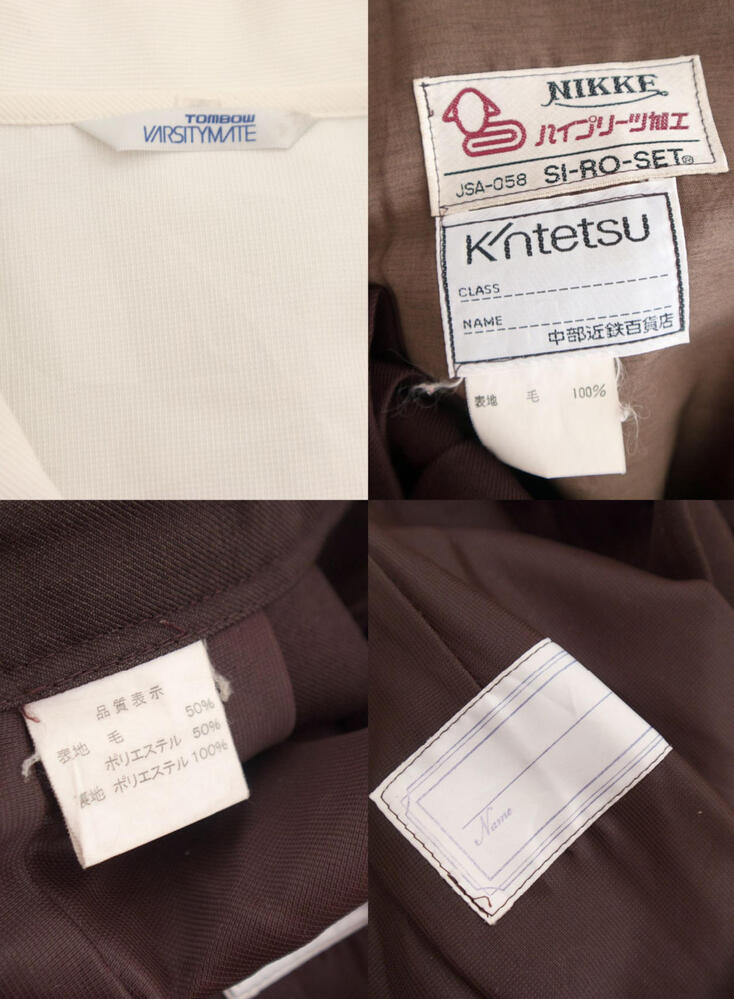 TOMBOW
VARSITYMATE
NIKKE
ハイプリーツ加工
JSA-058 SI-RO-SET®
Kintetsu
CLASS
NAME
中部近鉄百貨店
表地 毛 100%
品質表示
表地 毛 50%
ポリエステル 50%
裏地 ポリエステル 100%
Name